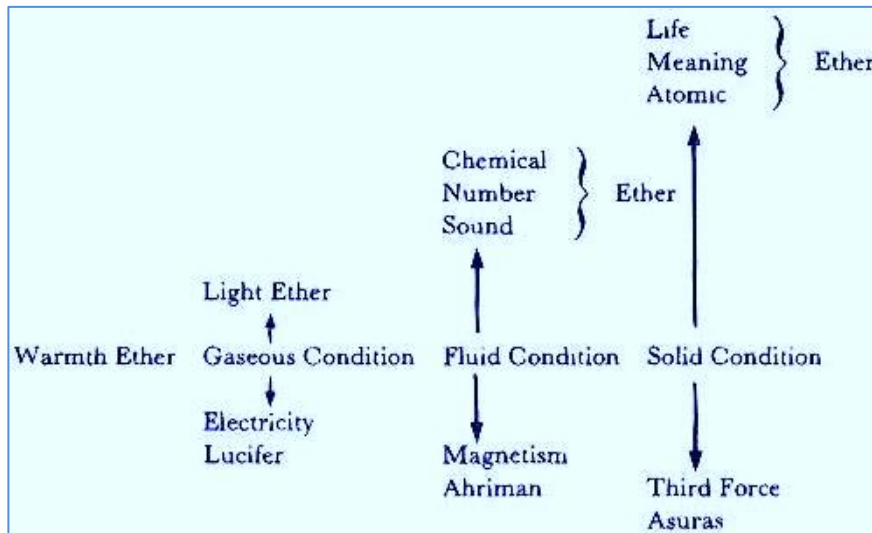 Life
Meaning
Atomic
} Ether
Chemical
Number
Sound
} Ether
Light Ether
Warmth Ether Gaseous Condition Fluid Condition Solid Condition
Electricity
Lucifer
Magnetism
Ahriman
Third Force
Asuras